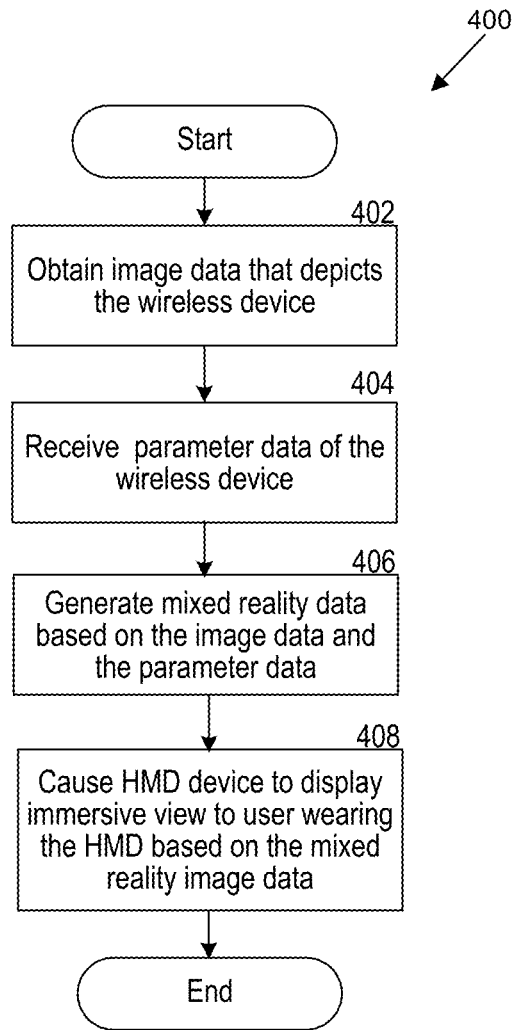 400
Start
402
Obtain image data that depicts
the wireless device
404
Receive parameter data of the
wireless device
406
Generate mixed reality data
based on the image data and
the parameter data
408
Cause HMD device to display
immersive view to user wearing
the HMD based on the mixed
reality image data
End